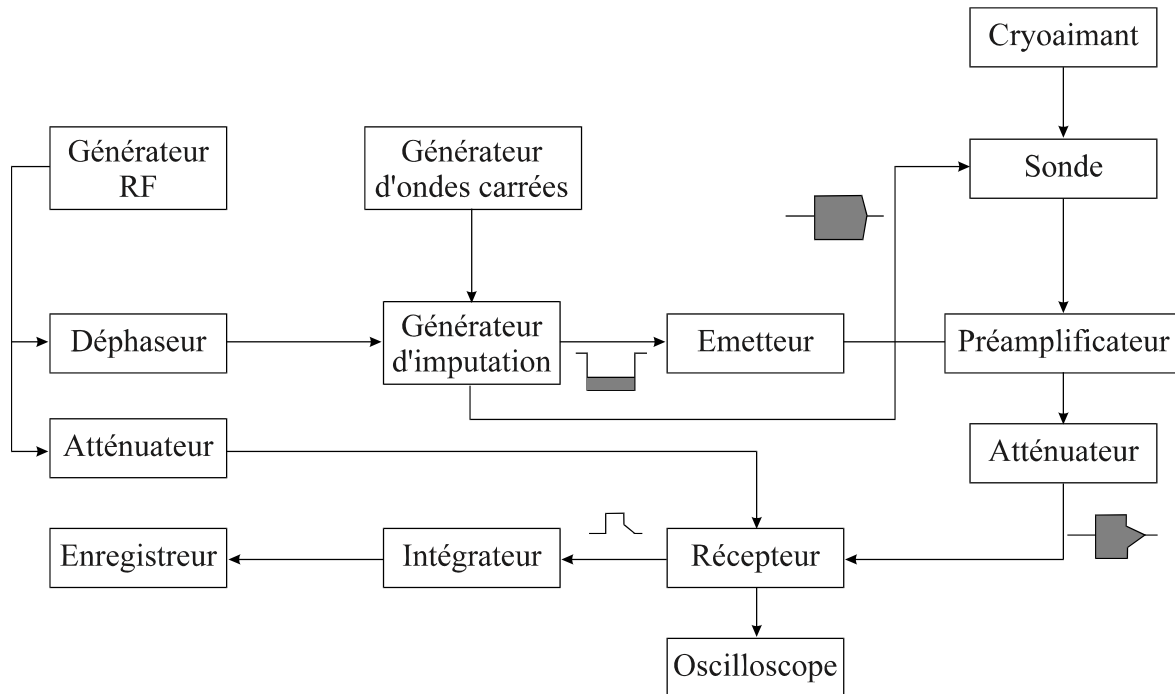 Cryoaimant
Générateur
RF
Générateur
d'ondes carrées
Sonde
Déphaseur
Générateur
d'imputation
Emetteur
Préamplificateur
Atténuateur
Atténuateur
Enregistreur
Intégrateur
Récepteur
Oscilloscope